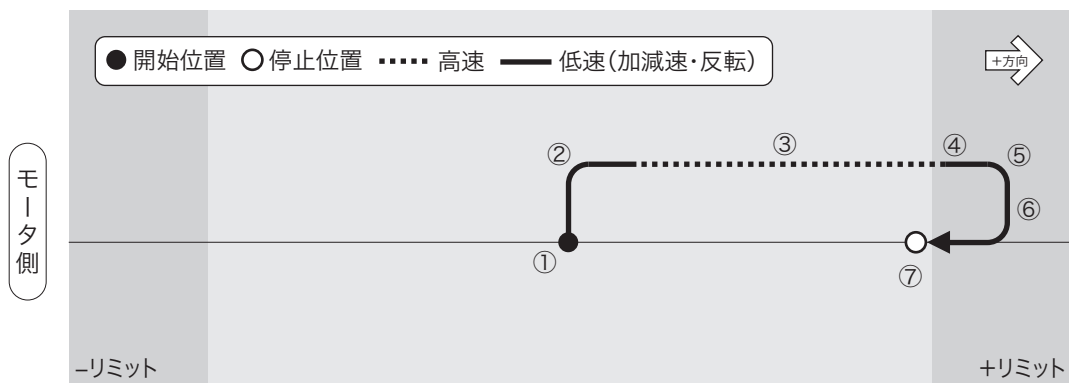 ●開始位置 ○停止位置 ┅┅ 高速 ━━ 低速(加減速・反転)
+方向
モータ側
②
③
④
⑤
⑥
①
⑦
−リミット
+リミット